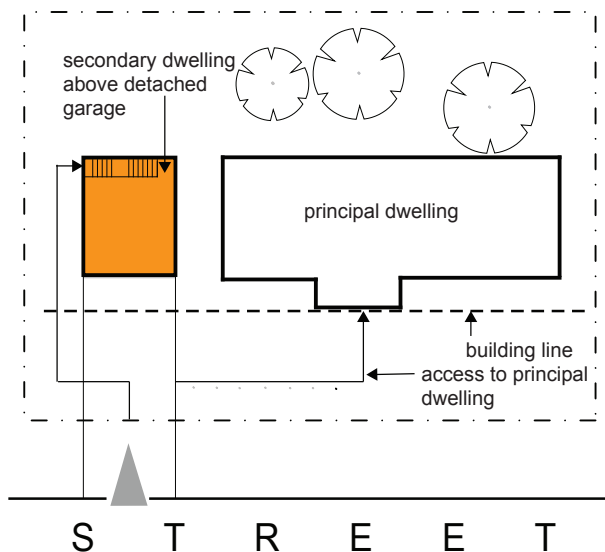 secondary dwelling
above detached
garage
principal dwelling
building line
access to principal
dwelling
S T R E E T